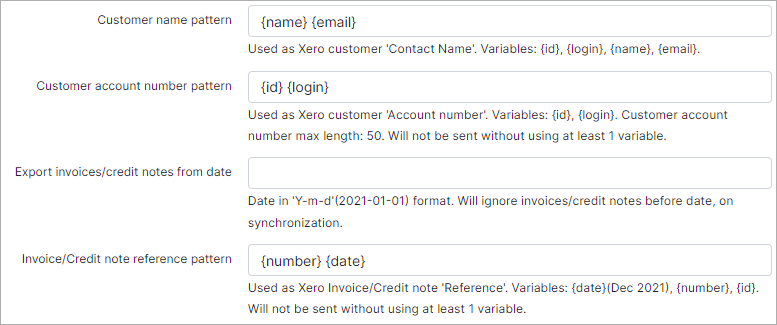 Customer name pattern
{name} {email}
Used as Xero customer 'Contact Name'. Variables: {id}, {login}, {name}, {email}.
Customer account number pattern
{id} {login}
Used as Xero customer 'Account number'. Variables: {id}, {login}. Customer account
number max length: 50. Will not be sent without using at least 1 variable.
Export invoices/credit notes from date
Date in 'Y-m-d'(2021-01-01) format. Will ignore invoices/credit notes before date, on
synchronization.
Invoice/Credit note reference pattern
{number} {date}
Used as Xero Invoice/Credit note 'Reference'. Variables: {date}(Dec 2021), {number}, {id}.
Will not be sent without using at least 1 variable.